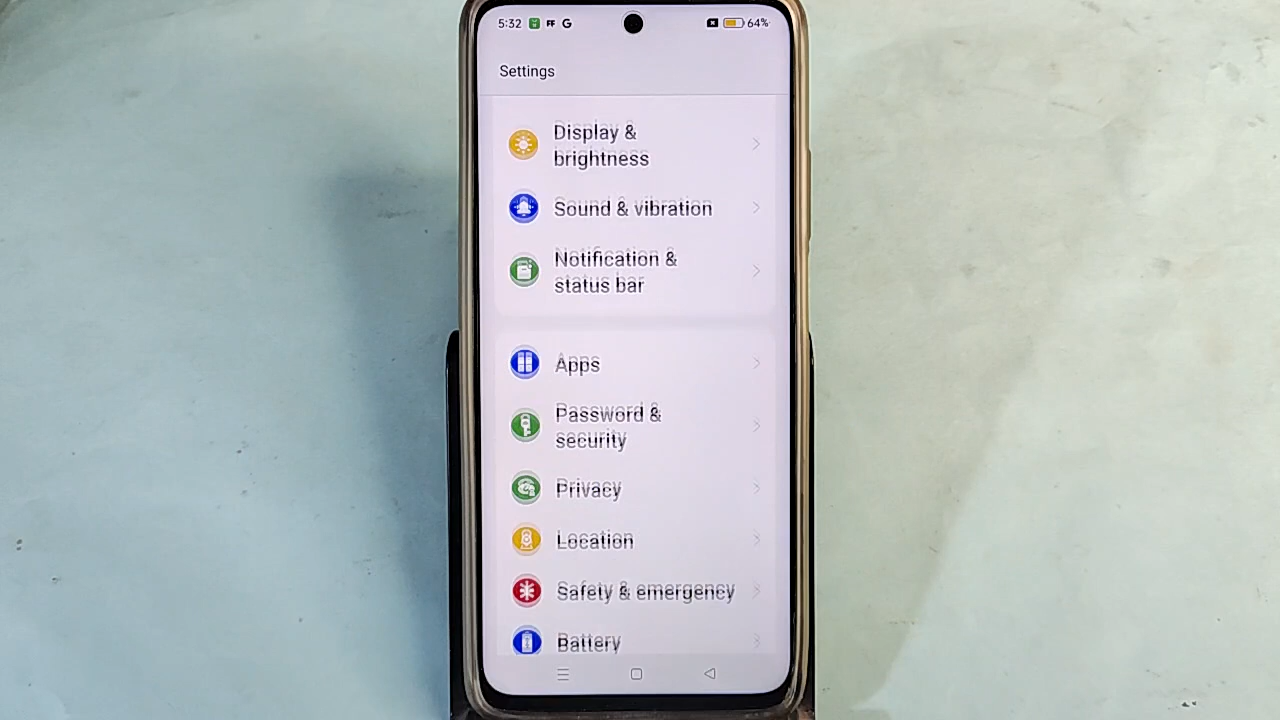 5:32 FF G 64%
Settings
Display &
brightness
Sound & vibration
Notification &
status bar
Apps
Password &
security
Privacy
Location
Safety & emergency
Battery